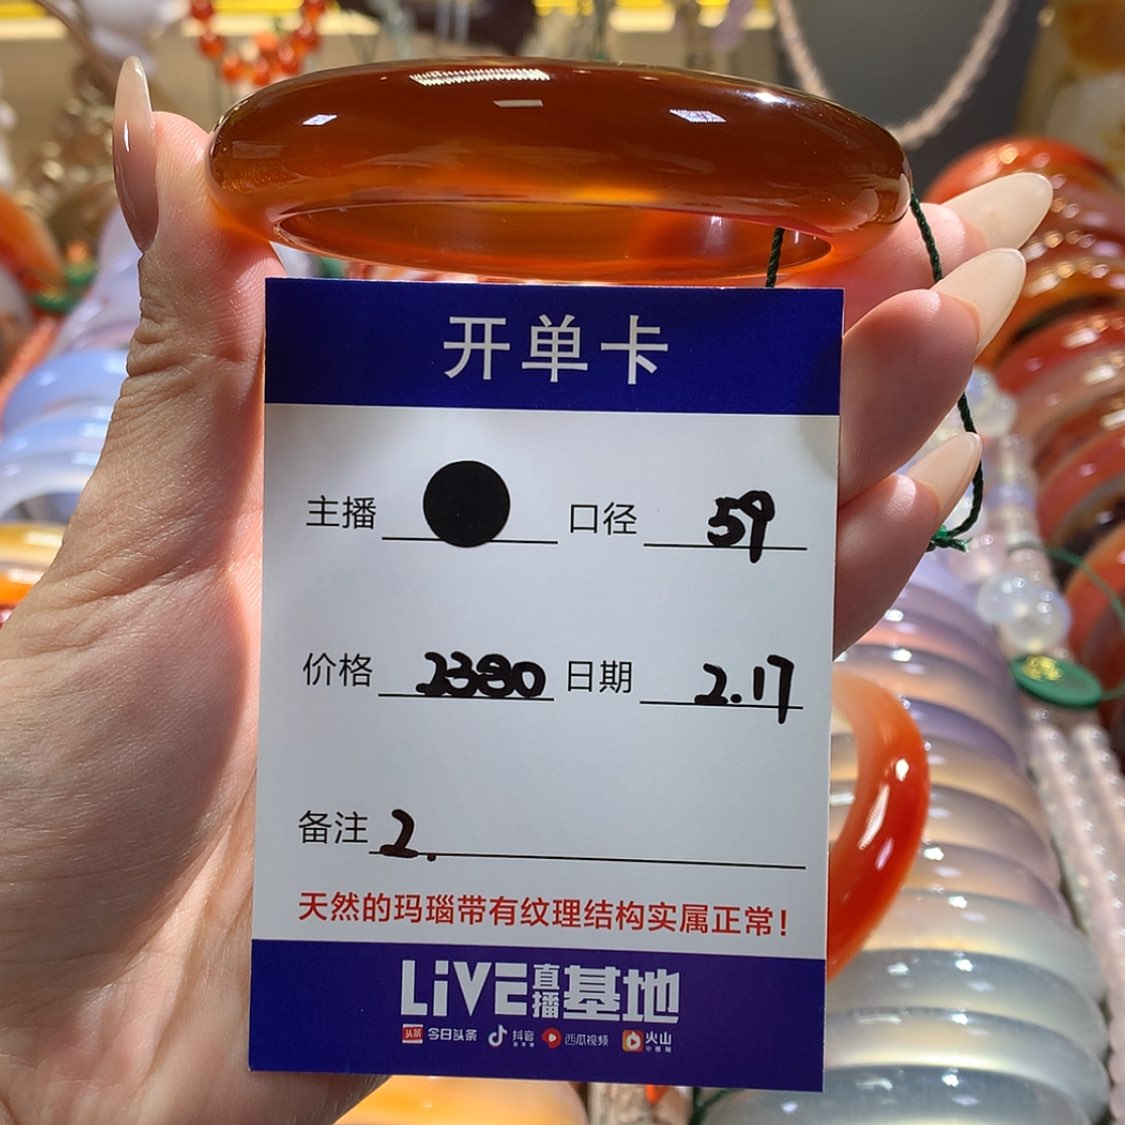 开单卡
主播 口径 59
价格 2380 日期 2.17
备注 2.
天然的玛瑙带有纹理结构实属正常！
LiVE直播基地
头条 今日头条 抖音 西瓜视频 火山